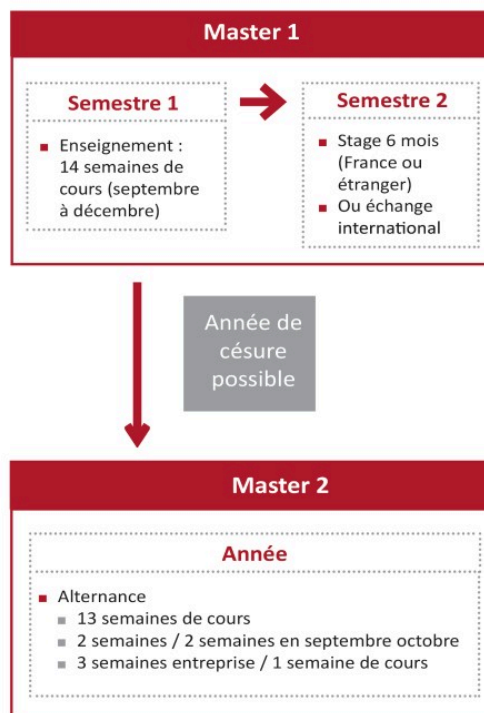 Master 1
Semestre 1
Enseignement :
14 semaines de
cours (septembre
à décembre)
Semestre 2
Stage 6 mois
(France ou
étranger)
Ou échange
international
Année de
césure
possible
Master 2
Année
Alternance
13 semaines de cours
2 semaines / 2 semaines en septembre octobre
3 semaines entreprise / 1 semaine de cours